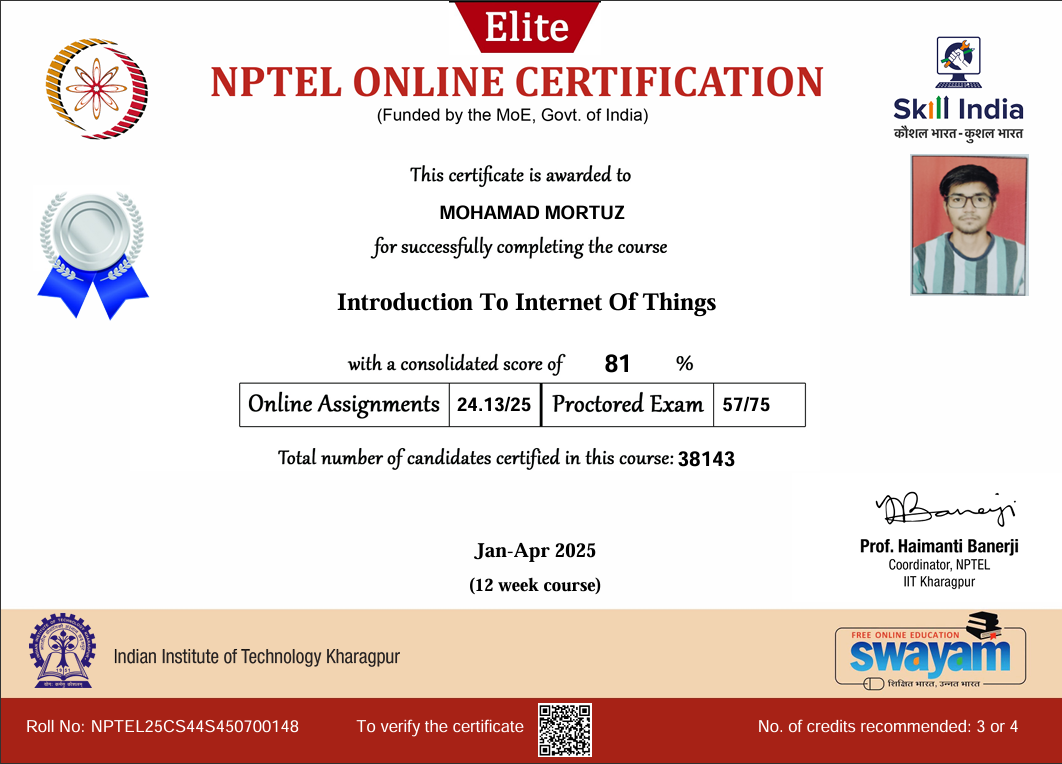 Elite
NPTEL ONLINE CERTIFICATION
(Funded by the MoE, Govt. of India)
Skill India
कौशल भारत - कुशल भारत
This certificate is awarded to
MOHAMAD MORTUZ
for successfully completing the course
Introduction To Internet Of Things
with a consolidated score of 81 %
Online Assignments 24.13/25 Proctored Exam 57/75
Total number of candidates certified in this course: 38143
Jan-Apr 2025
(12 week course)
Prof. Haimanti Banerji
Coordinator, NPTEL
IIT Kharagpur
Indian Institute of Technology Kharagpur
FREE ONLINE EDUCATION
swayam
शिक्षित भारत, उन्नत भारत
Roll No: NPTEL25CS44S450700148 To verify the certificate No. of credits recommended: 3 or 4